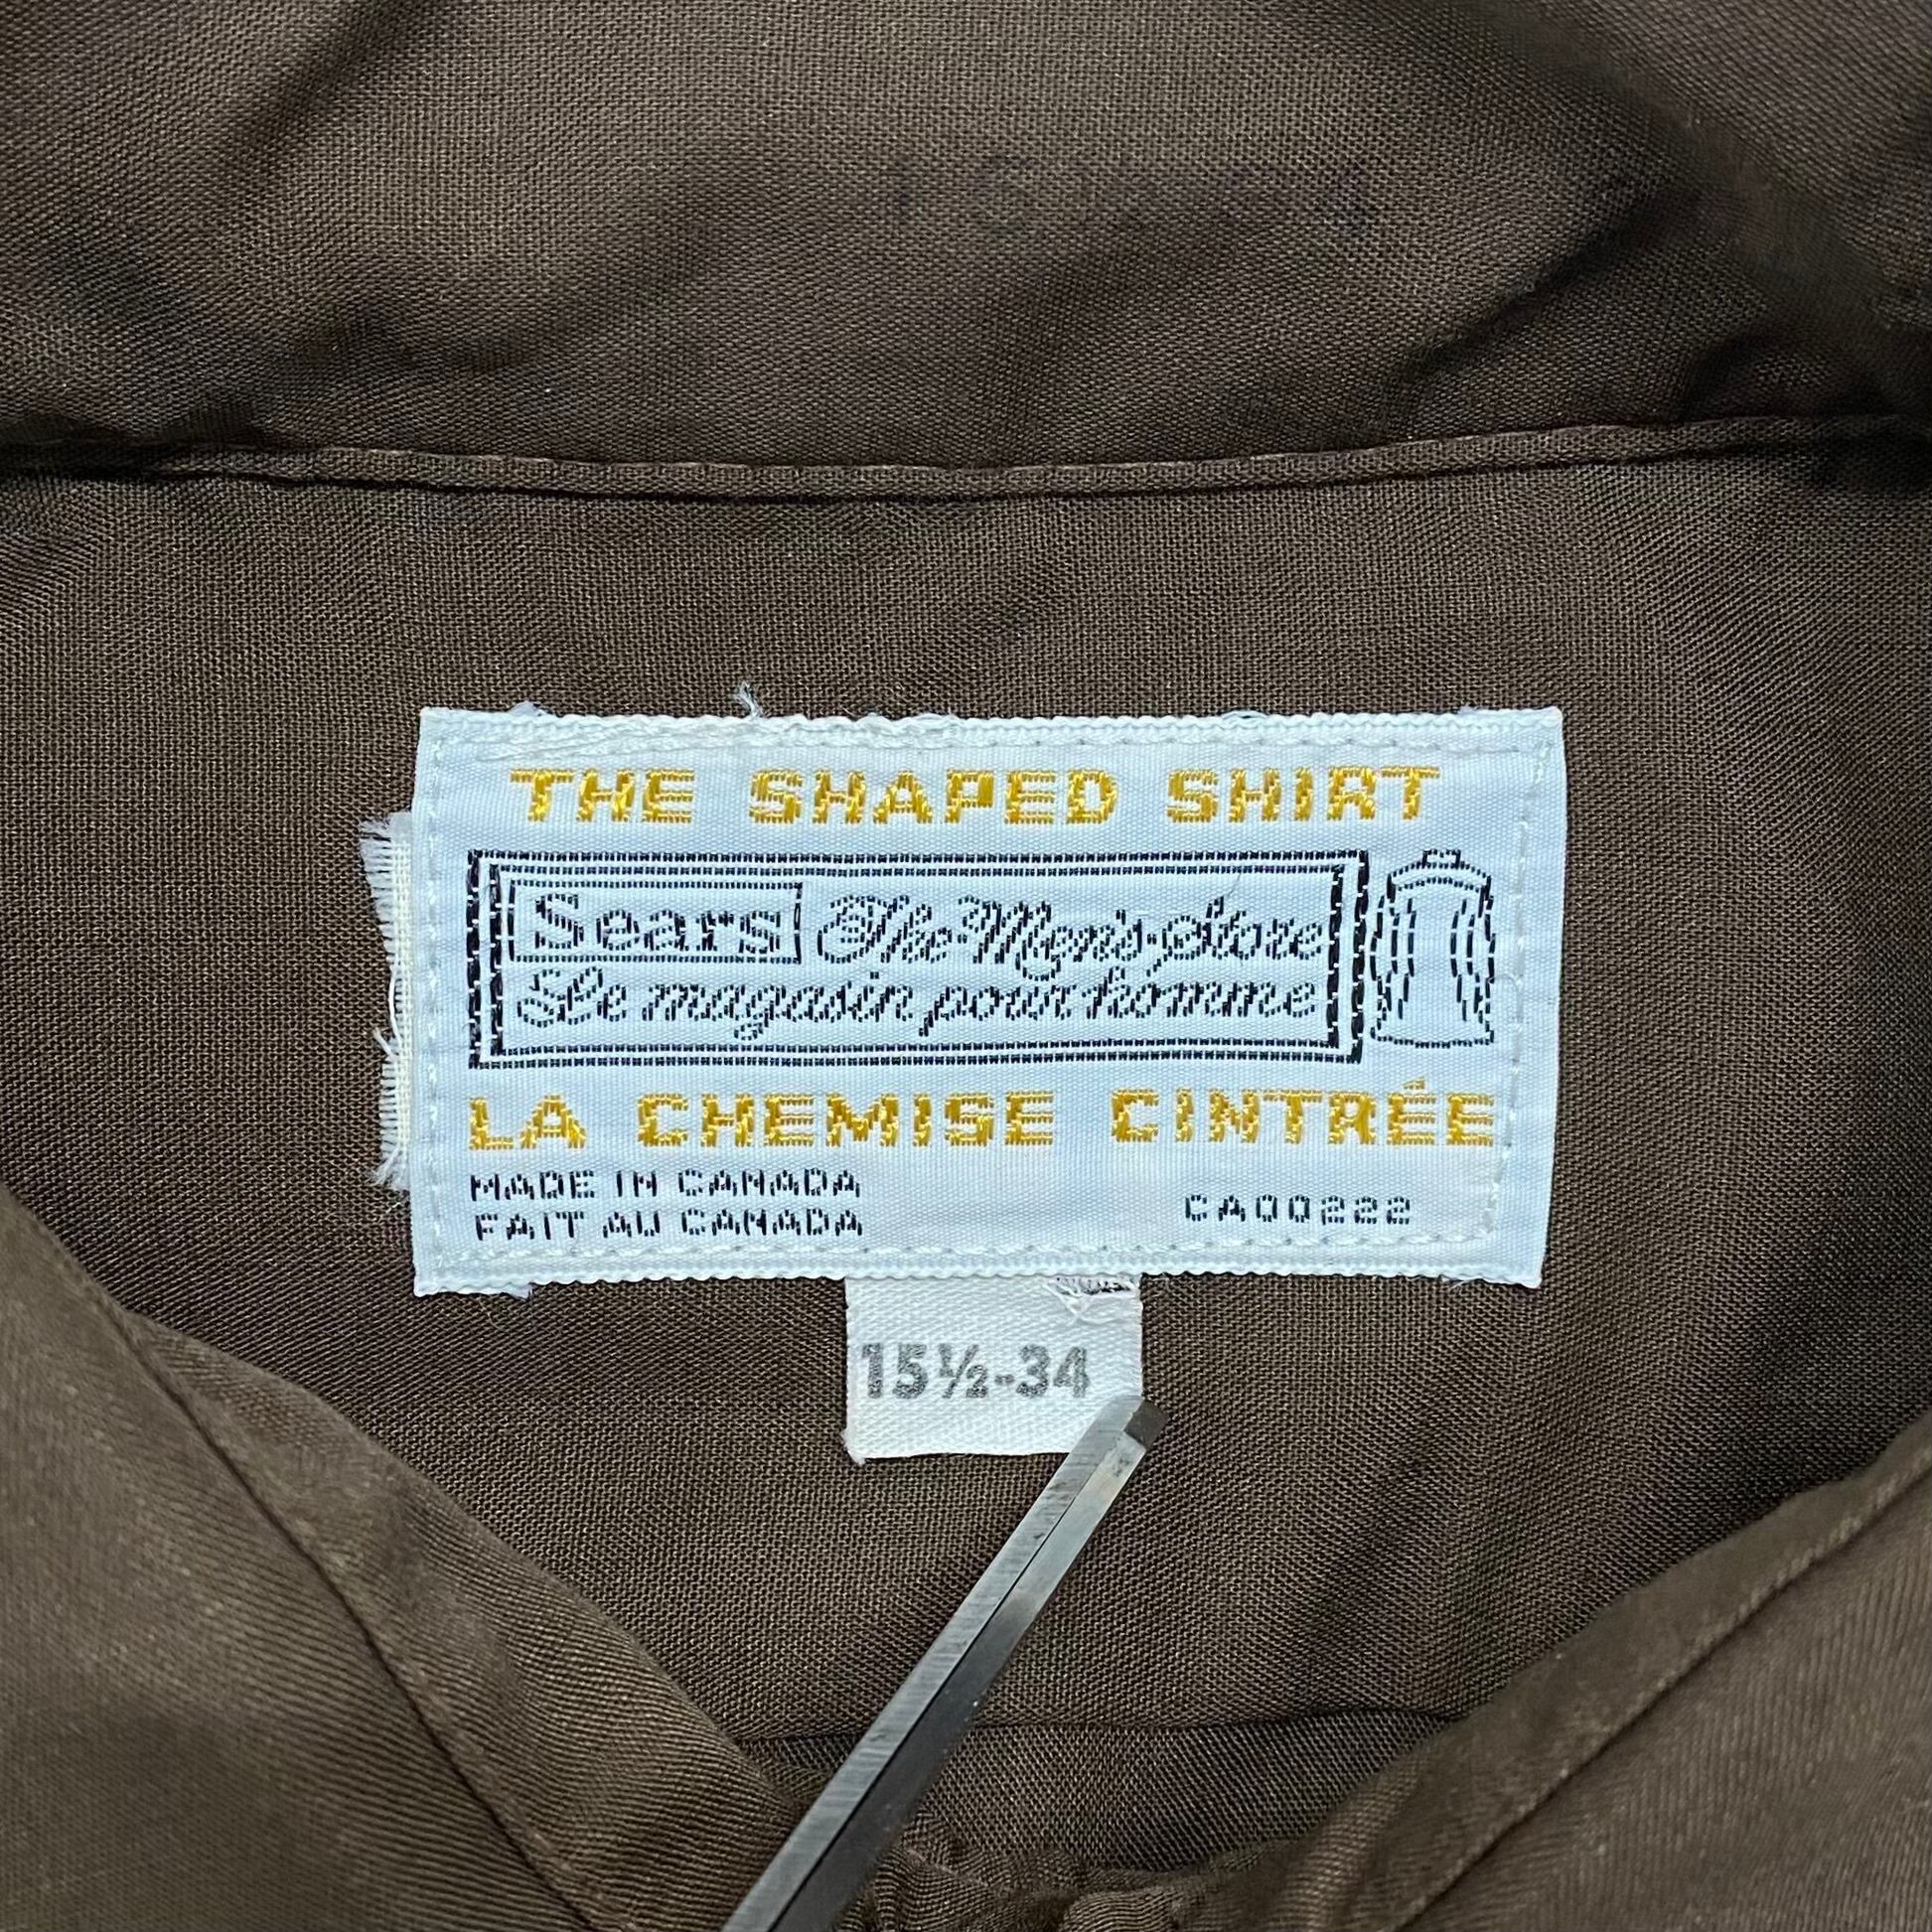 THE SHAPED SHIRT
Sears The Men's Store
Le magasin pour homme
LA CHEMISE CINTRÉE
MADE IN CANADA
FAIT AU CANADA
CA00222
15½-34